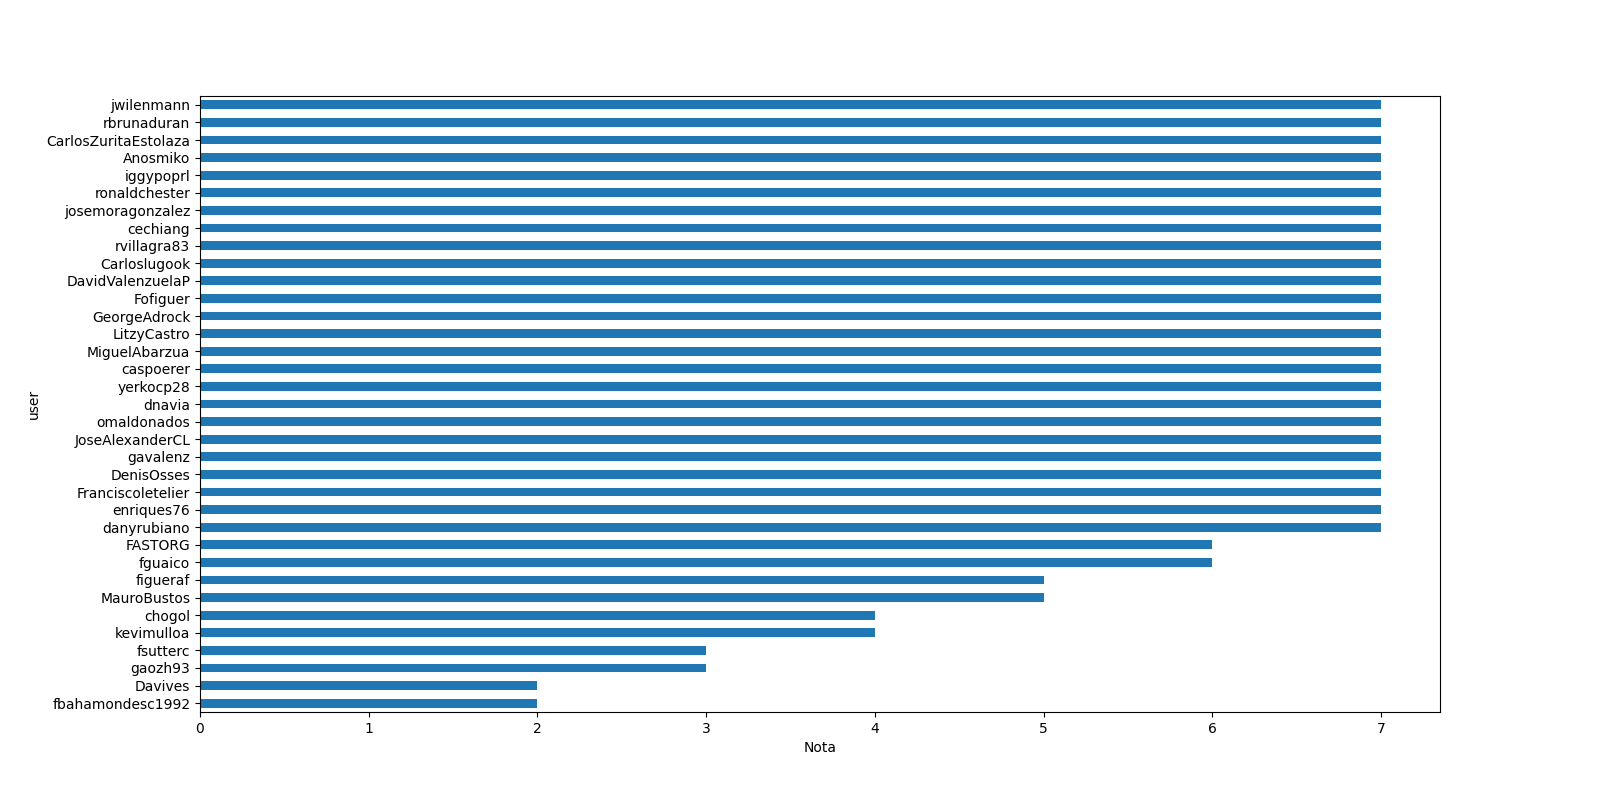 jwilenmann
rbrunaduran
CarlosZuritaEstolaza
Anosmiko
iggypoprl
ronaldchester
josemoragonzalez
cechiang
rvillagra83
Carloslugook
DavidValenzuelaP
Fofiguer
GeorgeAdrock
LitzyCastro
MiguelAbarzua
caspoerer
yerkocp28
dnavia
omaldonados
JoseAlexanderCL
gavalenz
DenisOsses
Franciscoletelier
enriques76
danyrubiano
FASTORG
fguaico
figueraf
MauroBustos
chogol
kevimulloa
fsutterc
gaozh93
Davives
fbahamondesc1992
user
0 1 2 3 4 5 6 7
Nota